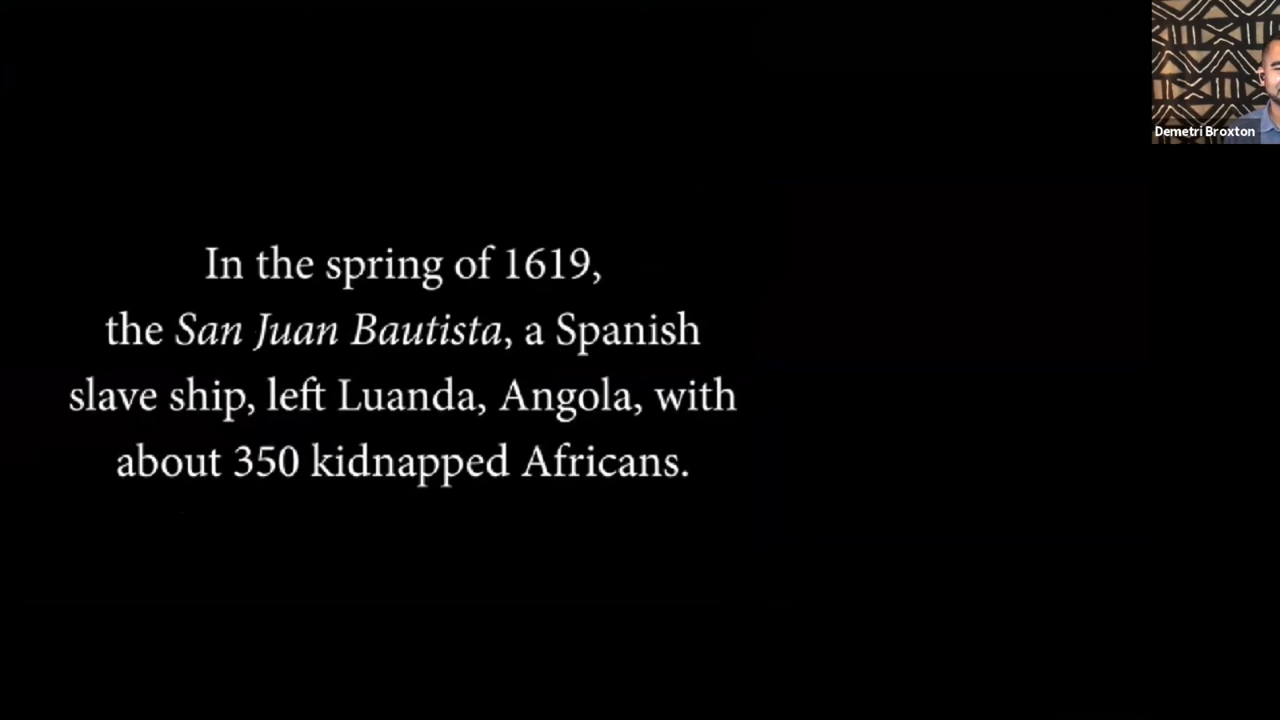 Demetri Broxton
In the spring of 1619,
the San Juan Bautista, a Spanish
slave ship, left Luanda, Angola, with
about 350 kidnapped Africans.